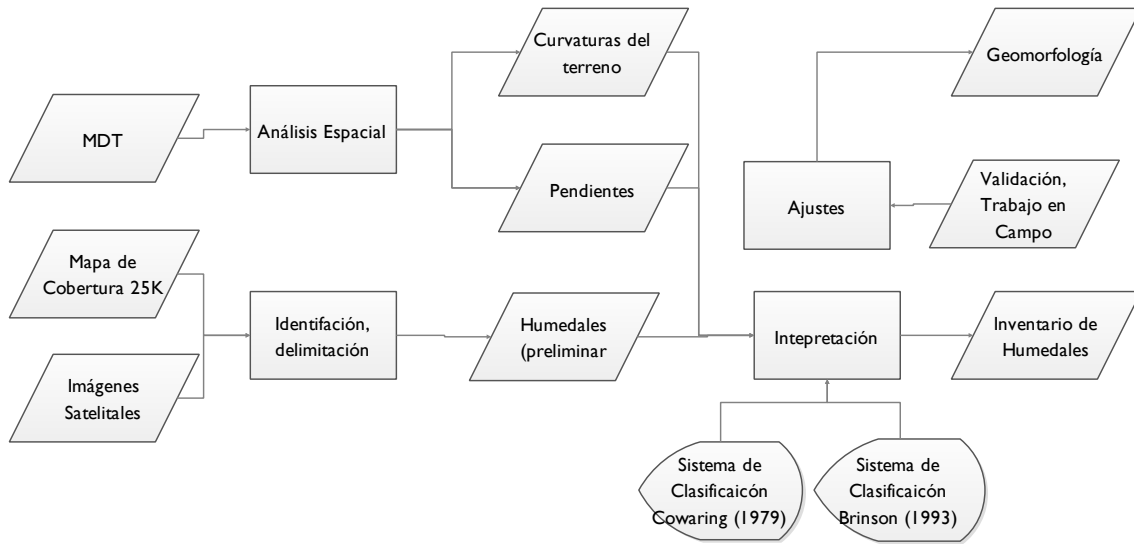 Curvaturas del
terreno
Geomorfología
MDT
Análisis Espacial
Pendientes
Ajustes
Validación,
Trabajo en
Campo
Mapa de
Cobertura 25K
Identifación,
delimitación
Humedales
(preliminar
Intepretación
Inventario de
Humedales
Imágenes
Satelitales
Sistema de
Clasificaicón
Cowaring (1979)
Sistema de
Clasificaicón
Brinson (1993)